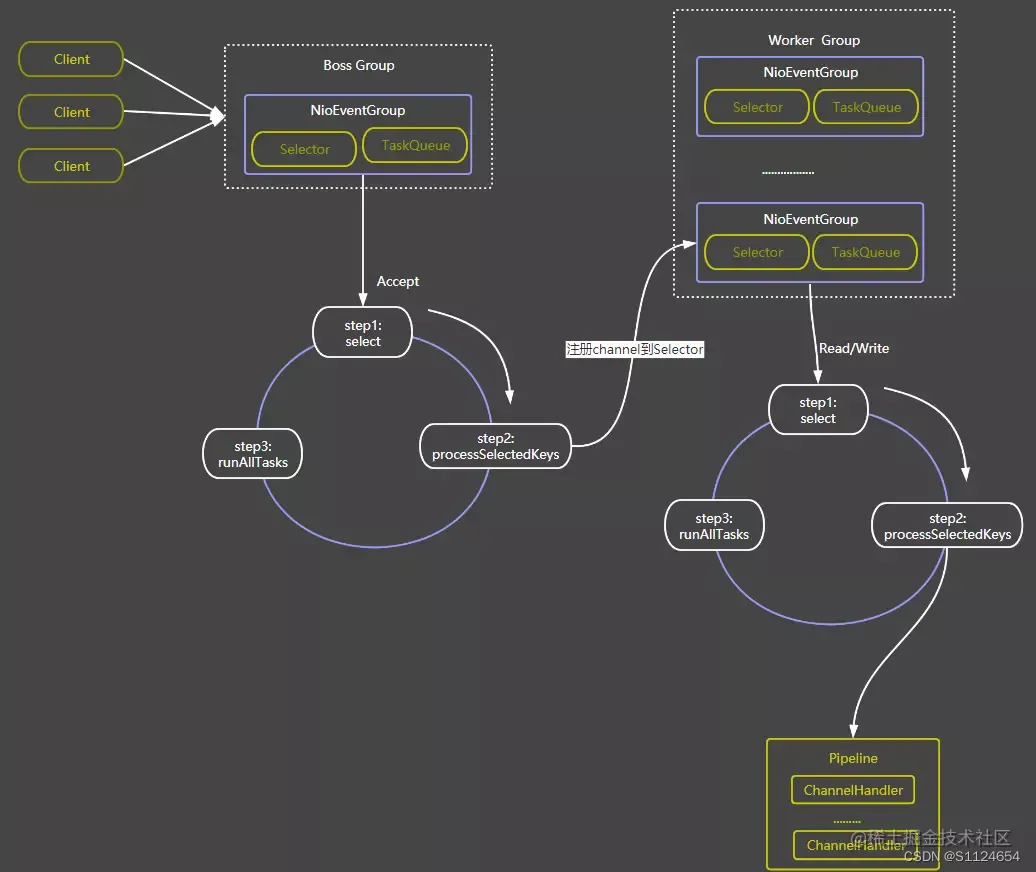 Client
Client
Client
Boss Group
NioEventGroup
Selector
TaskQueue
Accept
step1:
select
step2:
processSelectedKeys
step3:
runAllTasks
注册channel到Selector
Worker Group
NioEventGroup
Selector
TaskQueue
.................
NioEventGroup
Selector
TaskQueue
Read/Write
step1:
select
step2:
processSelectedKeys
step3:
runAllTasks
Pipeline
ChannelHandler
.........
ChannelHandler
@稀土掘金技术社区
CSDN @S1124654